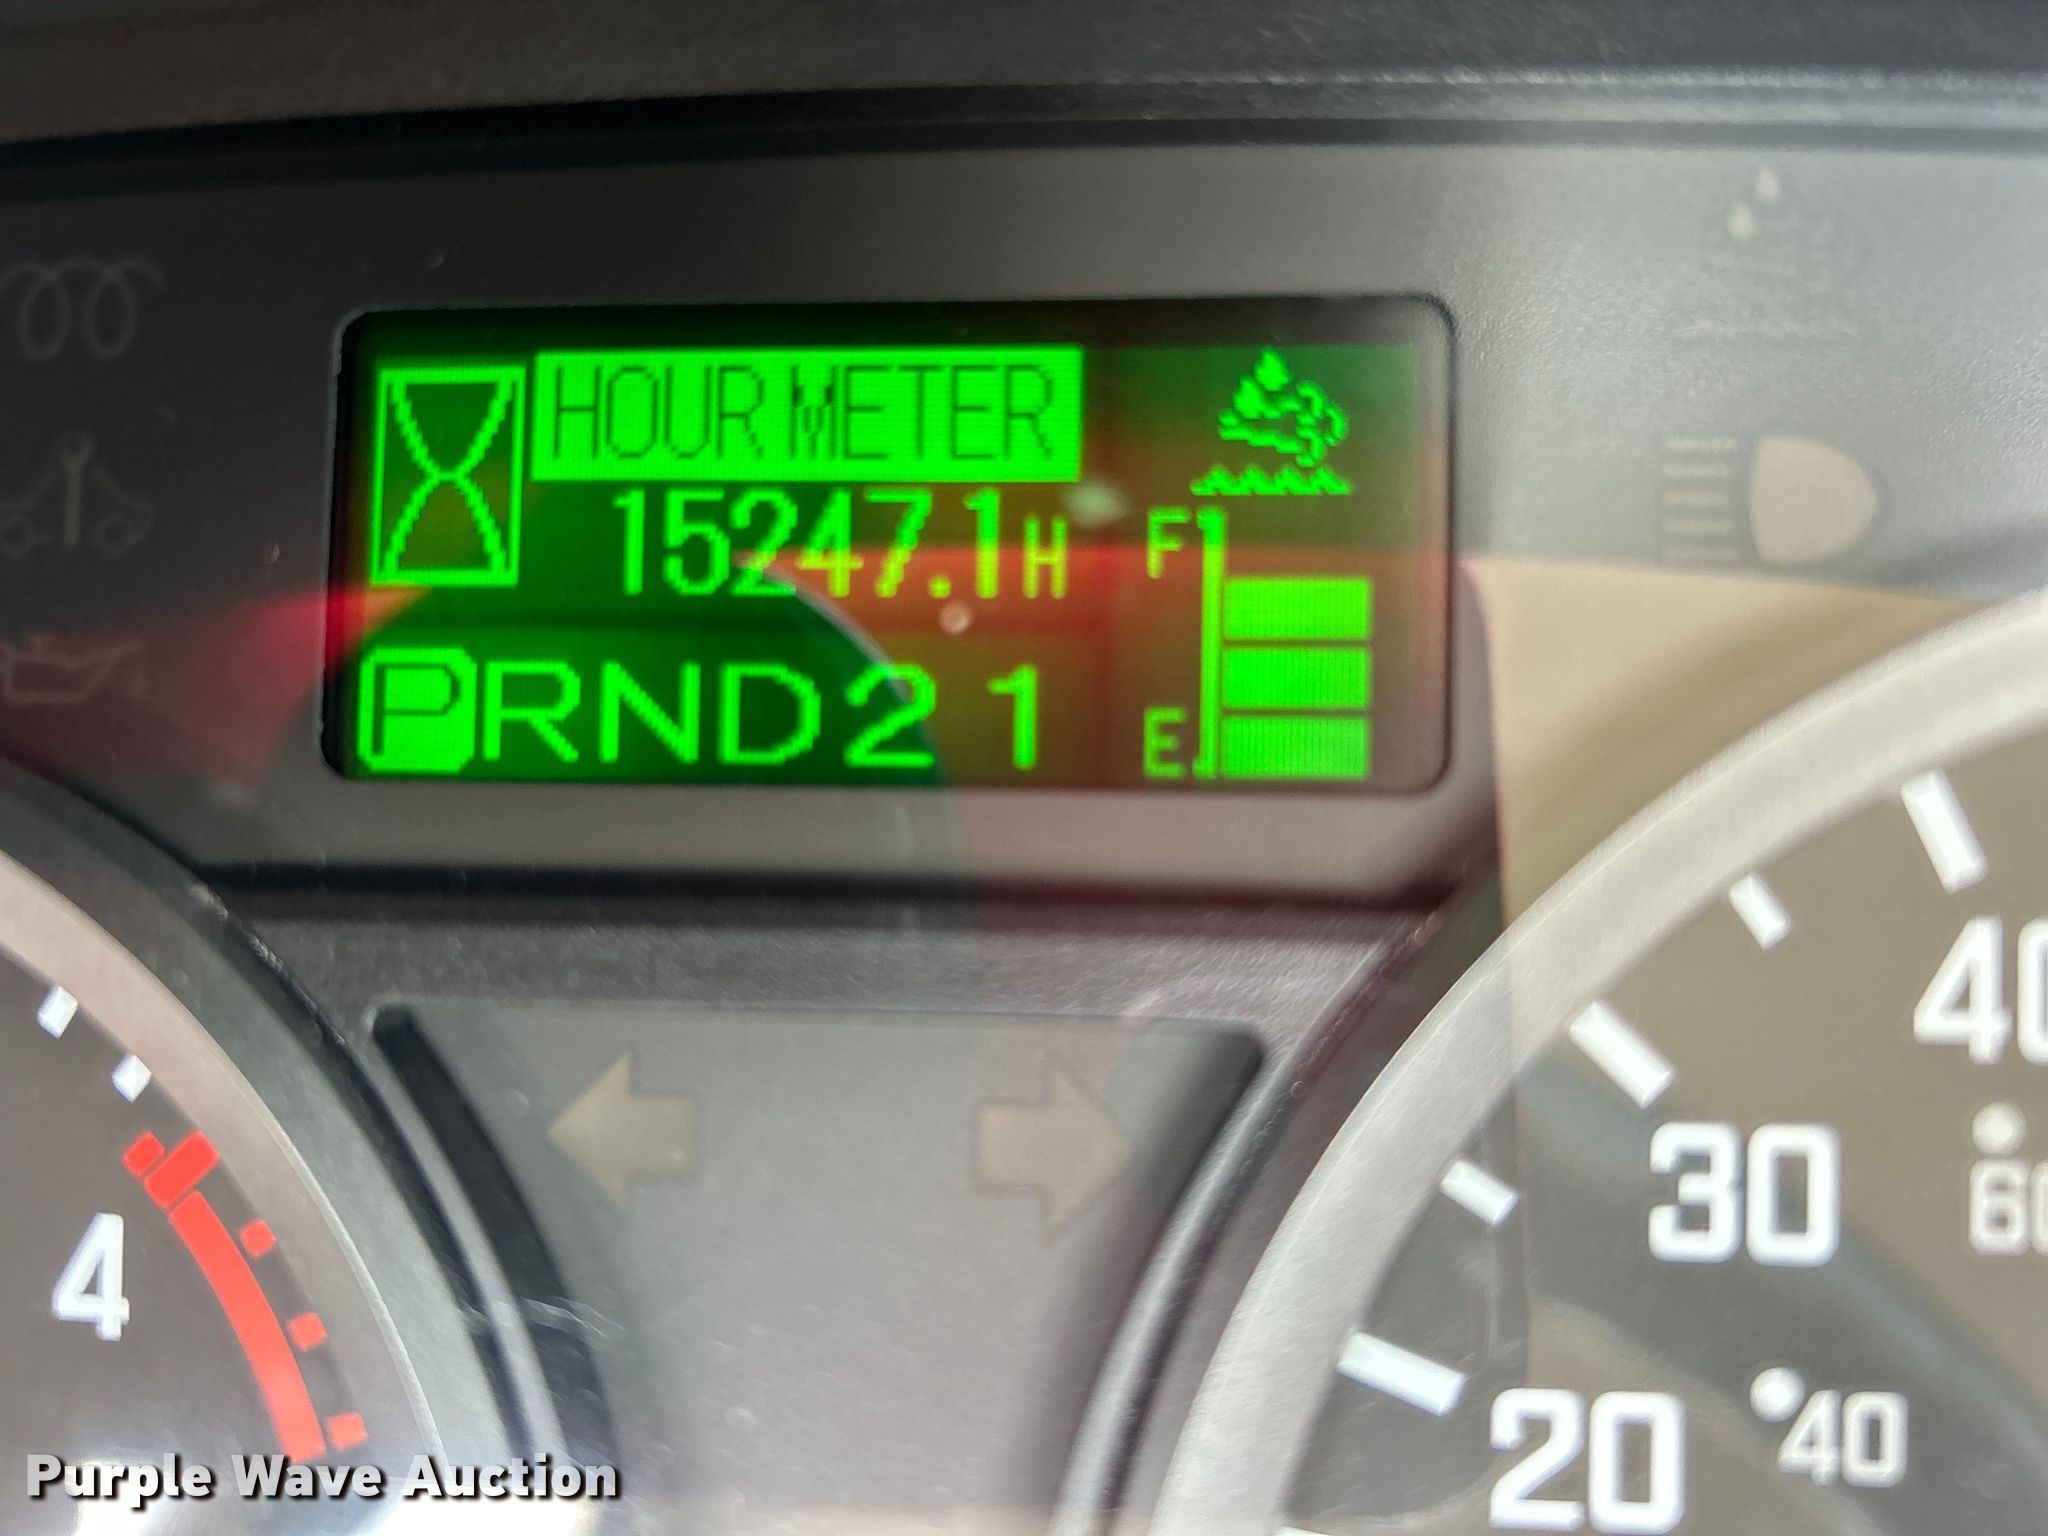 HOUR METER
15247.1H
F
PRND21
E
4
40
30
60
20
40
Purple Wave Auction